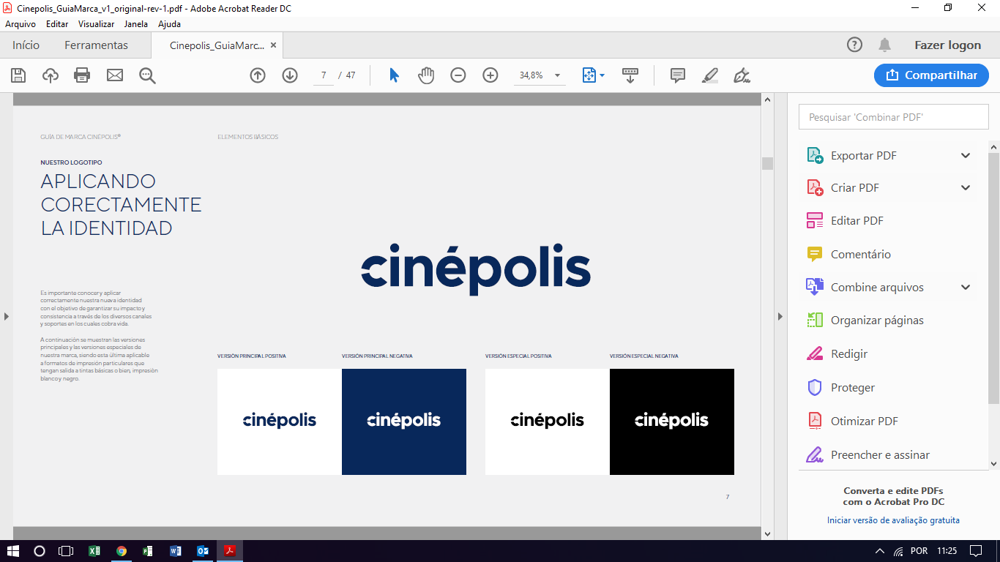 Cinepolis_GuiaMarca_v1_original-rev-1.pdf - Adobe Acrobat Reader DC
Arquivo Editar Visualizar Janela Ajuda
Início Ferramentas Cinepolis_GuiaMarc... × Fazer logon
7 / 47 34,8% Compartilhar
GUÍA DE MARCA CINÉPOLIS® ELEMENTOS BÁSICOS
NUESTRO LOGOTIPO
APLICANDO
CORECTAMENTE
LA IDENTIDAD
cinépolis
Es importante conocer y aplicar
correctamente nuestra nueva identidad
con el objetivo de garantizar su impacto y
consistencia a través de los diversos canales
y soportes en los cuales cobra vida.
A continuación se muestran las versiones
principales y las versiones especiales de
nuestra marca, siendo esta última aplicable
a formatos de impresión particulares que
tengan salida a tintas básicas o bien, impresión
blanco y negro.
VERSIÓN PRINCIPAL POSITIVA VERSIÓN PRINCIPAL NEGATIVA VERSIÓN ESPECIAL POSITIVA VERSIÓN ESPECIAL NEGATIVA
cinépolis cinépolis cinépolis cinépolis
7
Pesquisar 'Combinar PDF'
Exportar PDF
Criar PDF
Editar PDF
Comentário
Combine arquivos
Organizar páginas
Redigir
Proteger
Otimizar PDF
Preencher e assinar
Converta e edite PDFs
com o Acrobat Pro DC
Iniciar versão de avaliação gratuita
POR 11:25